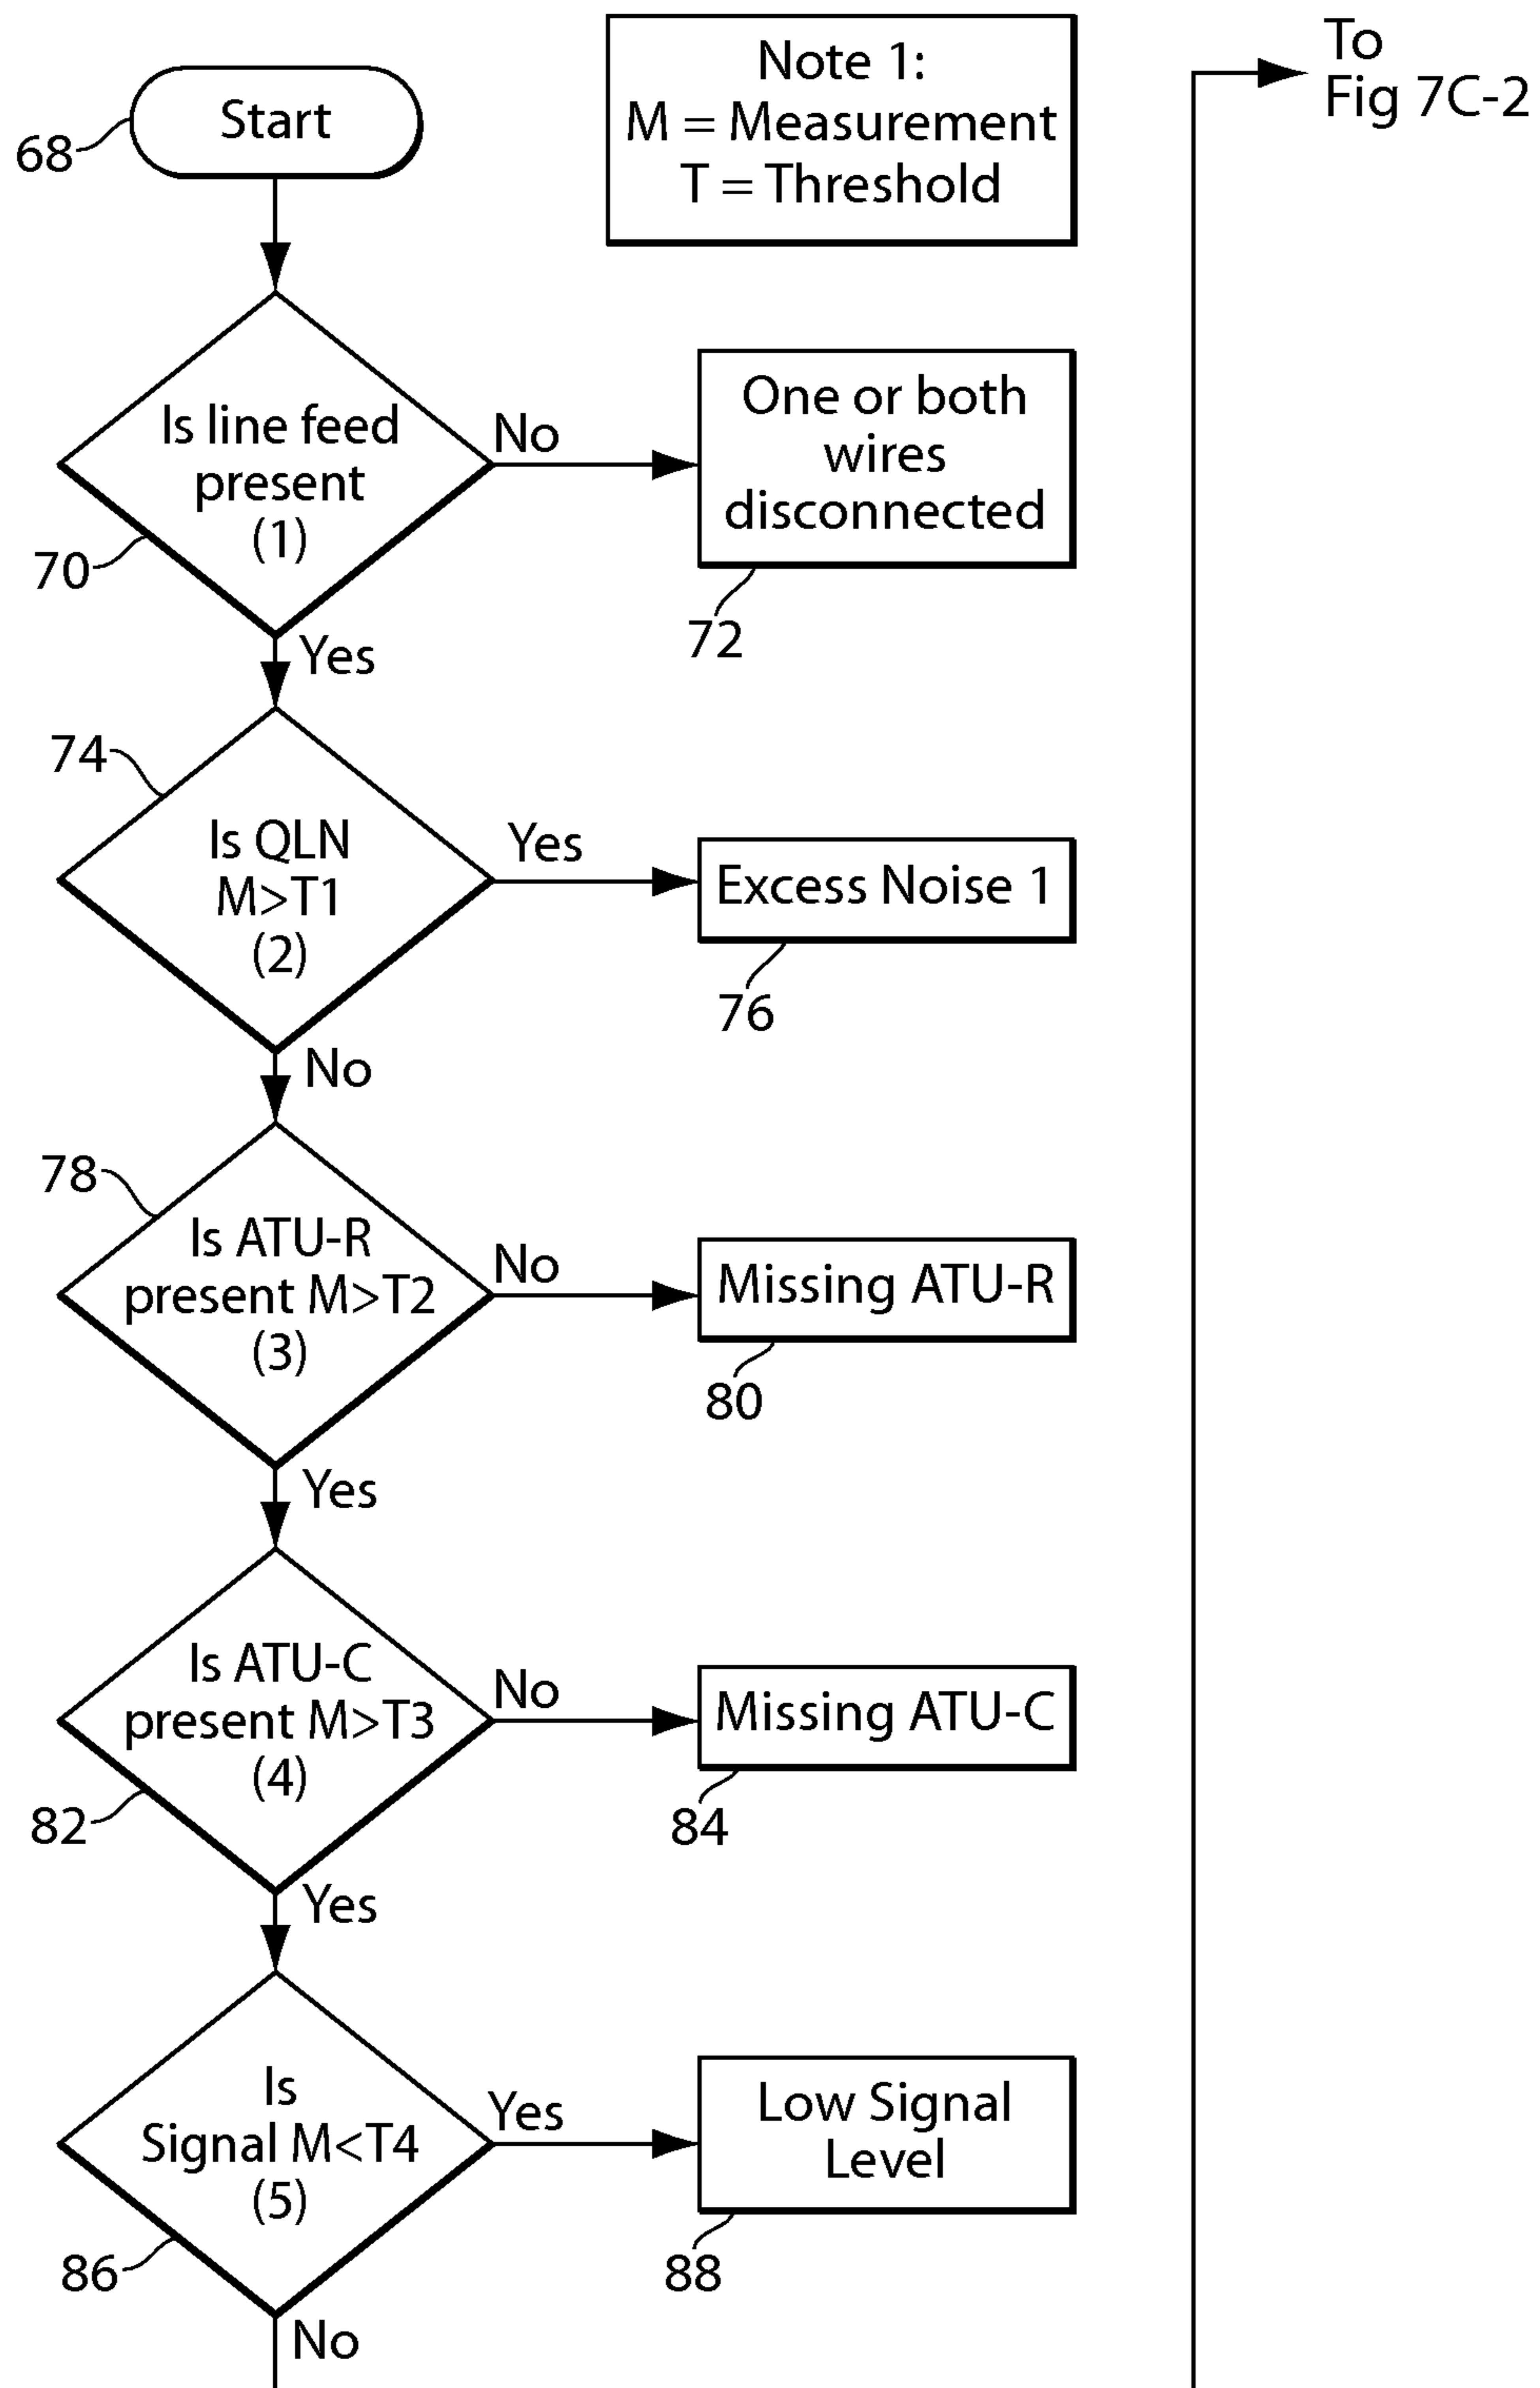 Start
68
Note 1:
M = Measurement
T = Threshold
To
Fig 7C-2
Is line feed
present
(1)
70
No
One or both
wires
disconnected
72
Yes
74
Is QLN
M>T1
(2)
Yes
Excess Noise 1
76
No
78
Is ATU-R
present M>T2
(3)
No
Missing ATU-R
80
Yes
Is ATU-C
present M>T3
(4)
82
No
Missing ATU-C
84
Yes
Is
Signal M<T4
(5)
86
Yes
Low Signal
Level
88
No